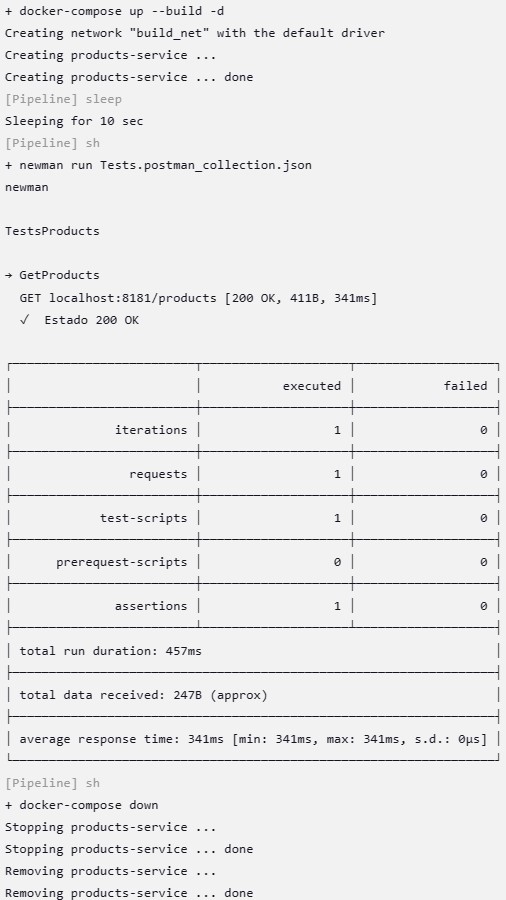 + docker-compose up --build -d
Creating network "build_net" with the default driver
Creating products-service ...
Creating products-service ... done
[Pipeline] sleep
Sleeping for 10 sec
[Pipeline] sh
+ newman run Tests.postman_collection.json
newman
TestsProducts
→ GetProducts
GET localhost:8181/products [200 OK, 411B, 341ms]
✓ Estado 200 OK
executed failed
iterations 1 0
requests 1 0
test-scripts 1 0
prerequest-scripts 0 0
assertions 1 0
total run duration: 457ms
total data received: 247B (approx)
average response time: 341ms [min: 341ms, max: 341ms, s.d.: 0µs]
[Pipeline] sh
+ docker-compose down
Stopping products-service ...
Stopping products-service ... done
Removing products-service ...
Removing products-service ... done